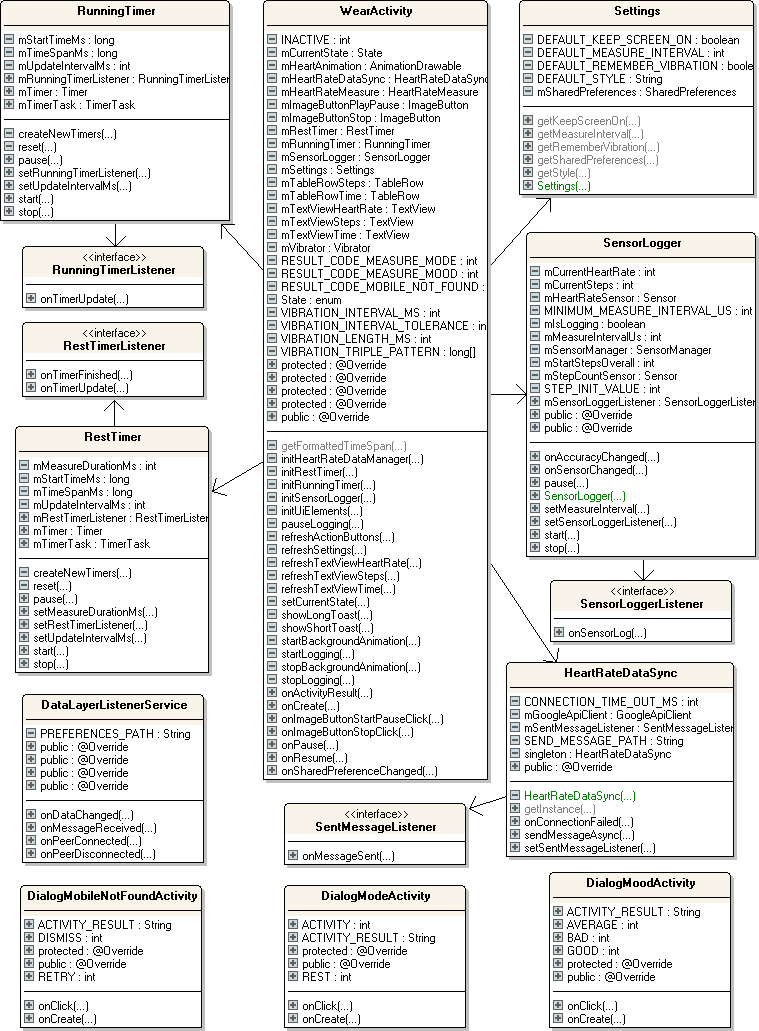 RunningTimer
mStartTimeMs : long
mTimeSpanMs : long
mUpdateIntervalMs : int
mRunningTimerListener : RunningTimerListen
mTimer : Timer
mTimerTask : TimerTask
createNewTimers(...)
reset(...)
pause(...)
setRunningTimerListener(...)
setUpdateIntervalMs(...)
start(...)
stop(...)
<<interface>>
RunningTimerListener
onTimerUpdate(...)
<<interface>>
RestTimerListener
onTimerFinished(...)
onTimerUpdate(...)
RestTimer
mMeasureDurationMs : int
mStartTimeMs : long
mTimeSpanMs : long
mUpdateIntervalMs : int
mRestTimerListener : RestTimerListen
mTimer : Timer
mTimerTask : TimerTask
createNewTimers(...)
reset(...)
pause(...)
setMeasureDurationMs(...)
setRestTimerListener(...)
setUpdateIntervalMs(...)
start(...)
stop(...)
DataLayerListenerService
PREFERENCES_PATH : String
public : @Override
public : @Override
public : @Override
public : @Override
onDataChanged(...)
onMessageReceived(...)
onPeerConnected(...)
onPeerDisconnected(...)
DialogMobileNotFoundActivity
ACTIVITY_RESULT : String
DISMISS : int
protected : @Override
public : @Override
RETRY : int
onClick(...)
onCreate(...)
WearActivity
INACTIVE : int
mCurrentState : State
mHeartAnimation : AnimationDrawable
mHeartRateDataSync : HeartRateDataSync
mHeartRateMeasure : HeartRateMeasure
mImageButtonPlayPause : ImageButton
mImageButtonStop : ImageButton
mRestTimer : RestTimer
mRunningTimer : RunningTimer
mSensorLogger : SensorLogger
mSettings : Settings
mTableRowSteps : TableRow
mTableRowTime : TableRow
mTextViewHeartRate : TextView
mTextViewSteps : TextView
mTextViewTime : TextView
mVibrator : Vibrator
RESULT_CODE_MEASURE_MODE : int
RESULT_CODE_MEASURE_MOOD : int
RESULT_CODE_MOBILE_NOT_FOUND :
State : enum
VIBRATION_INTERVAL_MS : int
VIBRATION_INTERVAL_TOLERANCE : in
VIBRATION_LENGTH_MS : int
VIBRATION_TRIPLE_PATTERN : long[]
protected : @Override
protected : @Override
protected : @Override
protected : @Override
public : @Override
getFormattedTimeSpan(...)
initHeartRateDataManager(...)
initRestTimer(...)
initRunningTimer(...)
initSensorLogger(...)
initUiElements(...)
pauseLogging(...)
refreshActionButtons(...)
refreshSettings(...)
refreshTextViewHeartRate(...)
refreshTextViewSteps(...)
refreshTextViewTime(...)
setCurrentState(...)
showLongToast(...)
showShortToast(...)
startBackgroundAnimation(...)
startLogging(...)
stopBackgroundAnimation(...)
stopLogging(...)
onActivityResult(...)
onCreate(...)
onImageButtonStartPauseClick(...)
onImageButtonStopClick(...)
onPause(...)
onResume(...)
onSharedPreferenceChanged(...)
<<interface>>
SentMessageListener
onMessageSent(...)
DialogModeActivity
ACTIVITY : int
ACTIVITY_RESULT : String
protected : @Override
public : @Override
REST : int
onClick(...)
onCreate(...)
Settings
DEFAULT_KEEP_SCREEN_ON : boolean
DEFAULT_MEASURE_INTERVAL : int
DEFAULT_REMEMBER_VIBRATION : boole
DEFAULT_STYLE : String
mSharedPreferences : SharedPreferences
getKeepScreenOn(...)
getMeasureInterval(...)
getRememberVibration(...)
getSharedPreferences(...)
getStyle(...)
Settings(...)
SensorLogger
mCurrentHeartRate : int
mCurrentSteps : int
mHeartRateSensor : Sensor
MINIMUM_MEASURE_INTERVAL_US : int
mIsLogging : boolean
mMeasureIntervalUs : int
mSensorManager : SensorManager
mStartStepsOverall : int
mStepCountSensor : Sensor
STEP_INIT_VALUE : int
mSensorLoggerListener : SensorLoggerListen
public : @Override
public : @Override
onAccuracyChanged(...)
onSensorChanged(...)
pause(...)
SensorLogger(...)
setMeasureInterval(...)
setSensorLoggerListener(...)
start(...)
stop(...)
<<interface>>
SensorLoggerListener
onSensorLog(...)
HeartRateDataSync
CONNECTION_TIME_OUT_MS : int
mGoogleApiClient : GoogleApiClient
mSentMessageListener : SentMessageListen
SEND_MESSAGE_PATH : String
singleton : HeartRateDataSync
public : @Override
HeartRateDataSync(...)
getInstance(...)
onConnectionFailed(...)
sendMessageAsync(...)
setSentMessageListener(...)
DialogMoodActivity
ACTIVITY_RESULT : String
AVERAGE : int
BAD : int
GOOD : int
protected : @Override
public : @Override
onClick(...)
onCreate(...)